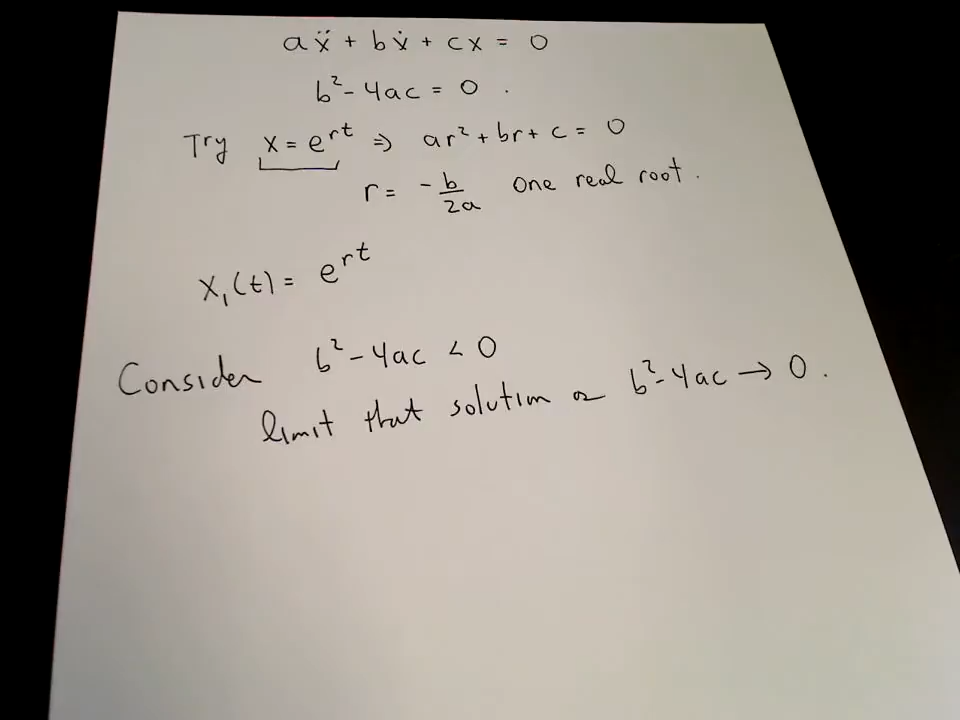 aẍ + bẋ + cx = 0
b² - 4ac = 0 .
Try x = e^{rt} ⇒ ar² + br + c = 0
r = -b/2a One real root .
x₁(t) = e^{rt}
Consider b² - 4ac < 0
limit that solution as b² - 4ac → 0 .